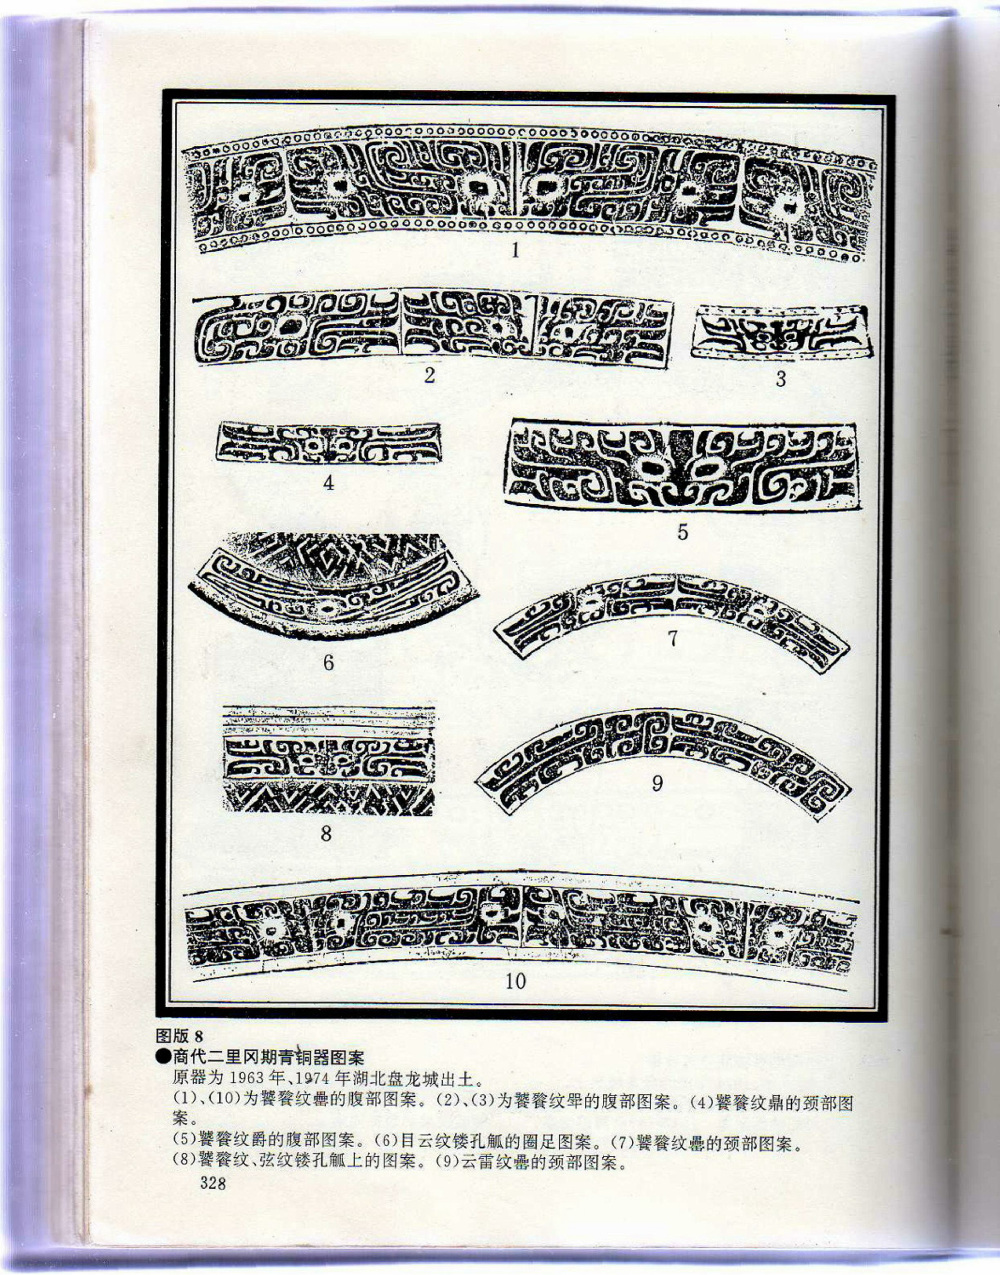 1
2
3
4
5
6
7
8
9
10
图版 8
●商代二里冈期青铜器图案
原器为 1963 年、1974 年湖北盘龙城出土。
(1)、(10)为饕餮纹罍的腹部图案。(2)、(3)为饕餮纹斝的腹部图案。(4)饕餮纹鼎的颈部图
案。
(5)饕餮纹爵的腹部图案。(6)目云纹镂孔觚的圈足图案。(7)饕餮纹罍的颈部图案。
(8)饕餮纹、弦纹镂孔觚上的图案。(9)云雷纹罍的颈部图案。
328